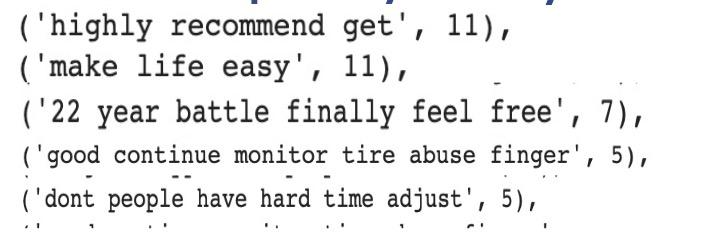 ('highly recommend get', 11),
('make life easy', 11),
('22 year battle finally feel free', 7),
('good continue monitor tire abuse finger', 5),
('dont people have hard time adjust', 5),